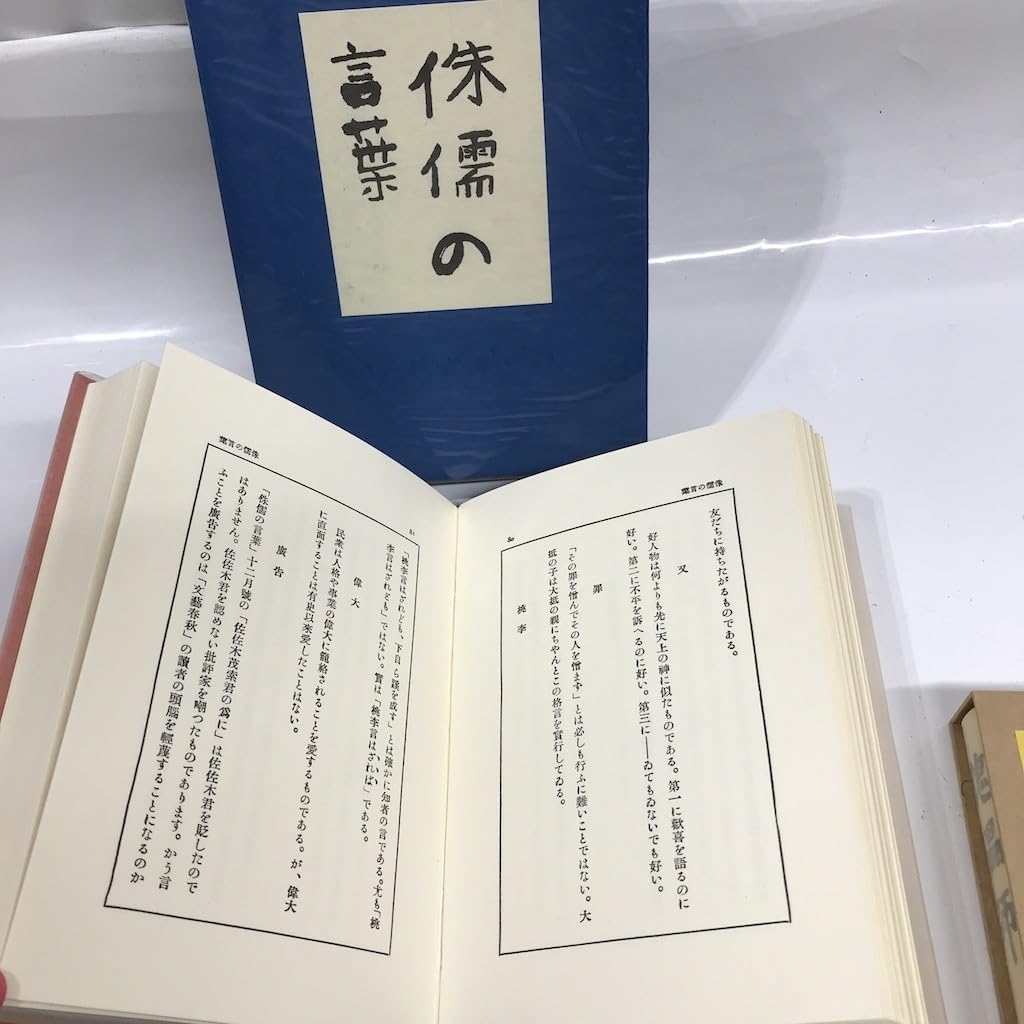 侏儒の
言葉
侏儒の言葉
友だちに持ちたがるものである。
又
好人物は何よりも先に天上の神に似たものである。第一に歡喜を語るのに
好い。第二に不平を訴へるのに好い。第三に――ゐてもゐないでも好い。
罪
「その罪を憎んでその人を憎まず」とは必しも行ふに難いことではない。大
抵の子は大抵の親にちやんとこの格言を實行してゐる。
桃李
50
侏儒の言葉
51
「桃李言はざれども、下自ら蹊を成す」とは確かに知者の言である。尤も「桃
李言はざれども」ではない。實は「桃李言はざれば」である。
偉大
民衆は人格や事業の偉大に籠絡されることを愛するものである。が、偉大
に直面することは有史以來愛したことはない。
廣告
「侏儒の言葉」十二月號の「佐佐木茂索君の爲に」は佐佐木君を貶したので
はありません。佐佐木君を認めない批評家を嘲つたものであります。かう言
ふことを廣告するのは「文藝春秋」の讀者の頭腦を輕蔑することになるのか